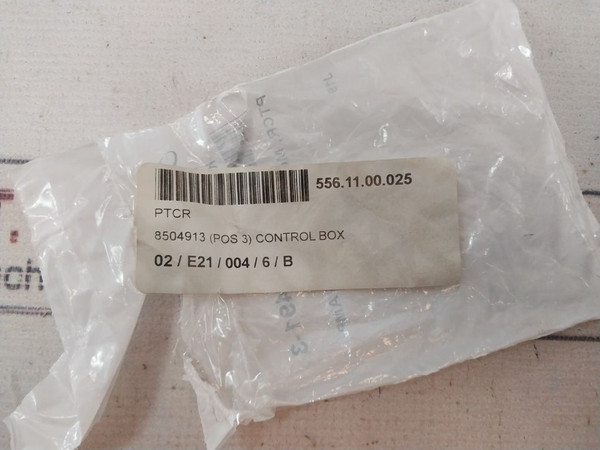 556.11.00.025
PTCR
8504913 (POS 3) CONTROL BOX
02 / E21 / 004 / 6 / B